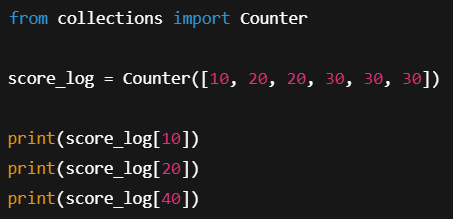 from collections import Counter
score_log = Counter([10, 20, 20, 30, 30, 30])
print(score_log[10])
print(score_log[20])
print(score_log[40])